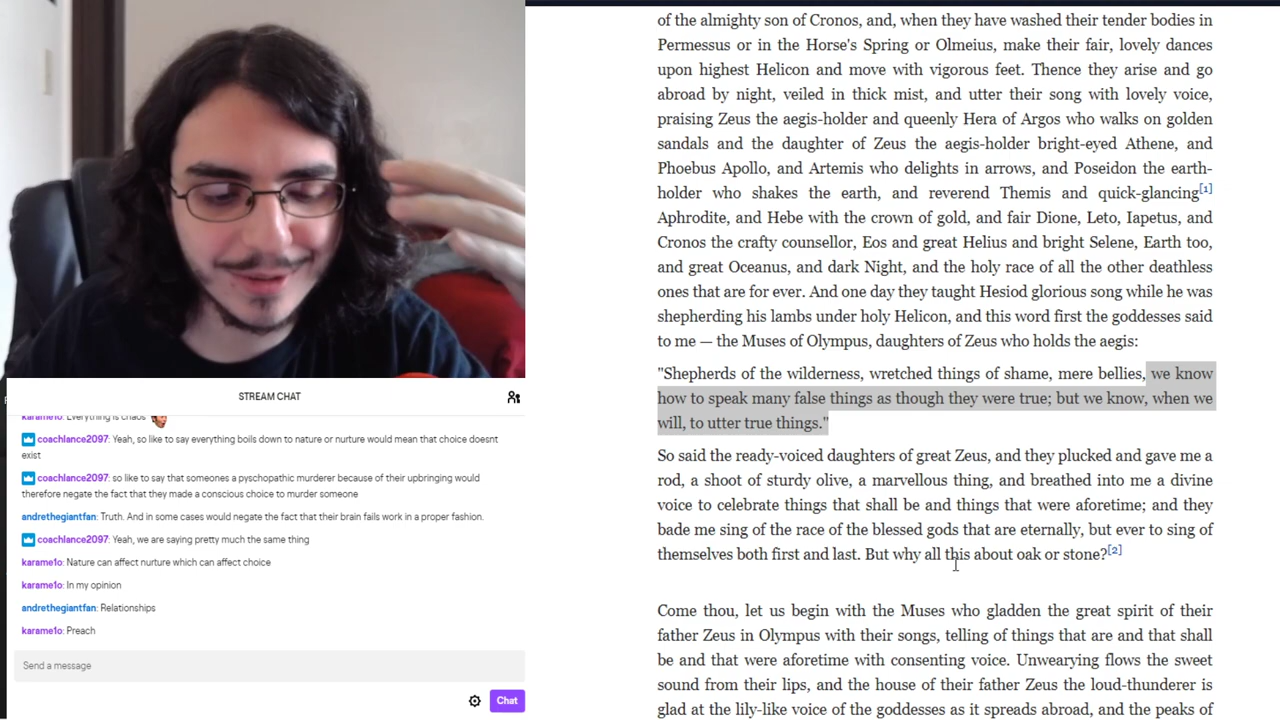 STREAM CHAT
karame1o: Everything is chaos
coachlance2097: Yeah, so like to say everything boils down to nature or nurture would mean that choice doesnt
exist
coachlance2097: so like to say that someones a pyschopathic murderer because of their upbringing would
therefore negate the fact that they made a conscious choice to murder someone
andrethegiantfan: Truth. And in some cases would negate the fact that their brain fails work in a proper fashion.
coachlance2097: Yeah, we are saying pretty much the same thing
karame1o: Nature can affect nurture which can affect choice
karame1o: In my opinion
andrethegiantfan: Relationships
karame1o: Preach
Send a message
Chat
of the almighty son of Cronos, and, when they have washed their tender bodies in
Permessus or in the Horse's Spring or Olmeius, make their fair, lovely dances
upon highest Helicon and move with vigorous feet. Thence they arise and go
abroad by night, veiled in thick mist, and utter their song with lovely voice,
praising Zeus the aegis-holder and queenly Hera of Argos who walks on golden
sandals and the daughter of Zeus the aegis-holder bright-eyed Athene, and
Phoebus Apollo, and Artemis who delights in arrows, and Poseidon the earth-
holder who shakes the earth, and reverend Themis and quick-glancing[1]
Aphrodite, and Hebe with the crown of gold, and fair Dione, Leto, Iapetus, and
Cronos the crafty counsellor, Eos and great Helius and bright Selene, Earth too,
and great Oceanus, and dark Night, and the holy race of all the other deathless
ones that are for ever. And one day they taught Hesiod glorious song while he was
shepherding his lambs under holy Helicon, and this word first the goddesses said
to me — the Muses of Olympus, daughters of Zeus who holds the aegis:
"Shepherds of the wilderness, wretched things of shame, mere bellies, we know
how to speak many false things as though they were true; but we know, when we
will, to utter true things."
So said the ready-voiced daughters of great Zeus, and they plucked and gave me a
rod, a shoot of sturdy olive, a marvellous thing, and breathed into me a divine
voice to celebrate things that shall be and things that were aforetime; and they
bade me sing of the race of the blessed gods that are eternally, but ever to sing of
themselves both first and last. But why all this about oak or stone?[2]
Come thou, let us begin with the Muses who gladden the great spirit of their
father Zeus in Olympus with their songs, telling of things that are and that shall
be and that were aforetime with consenting voice. Unwearying flows the sweet
sound from their lips, and the house of their father Zeus the loud-thunderer is
glad at the lily-like voice of the goddesses as it spreads abroad, and the peaks of